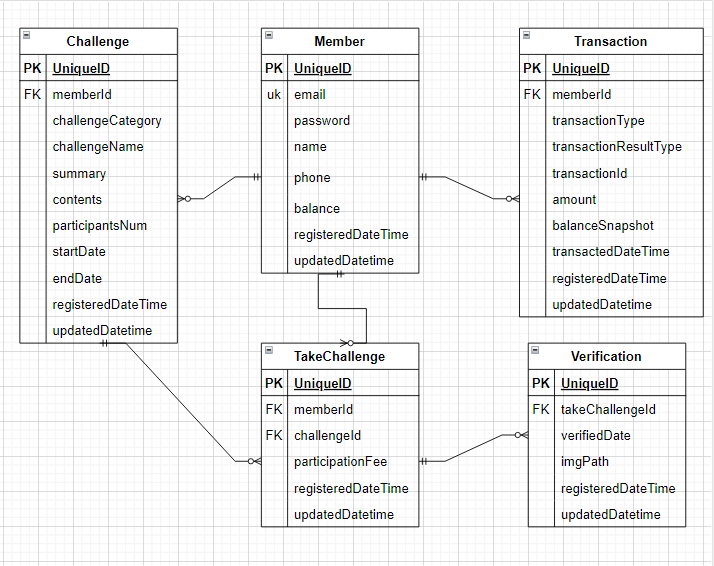 Challenge
PK UniqueID
FK memberId
challengeCategory
challengeName
summary
contents
participantsNum
startDate
endDate
registeredDateTime
updatedDatetime
Member
PK UniqueID
uk email
password
name
phone
balance
registeredDateTime
updatedDatetime
Transaction
PK UniqueID
FK memberId
transactionType
transactionResultType
transactionId
amount
balanceSnapshot
transactedDateTime
registeredDateTime
updatedDatetime
TakeChallenge
PK UniqueID
FK memberId
FK challengeId
participationFee
registeredDateTime
updatedDatetime
Verification
PK UniqueID
FK takeChallengeId
verifiedDate
imgPath
registeredDateTime
updatedDatetime